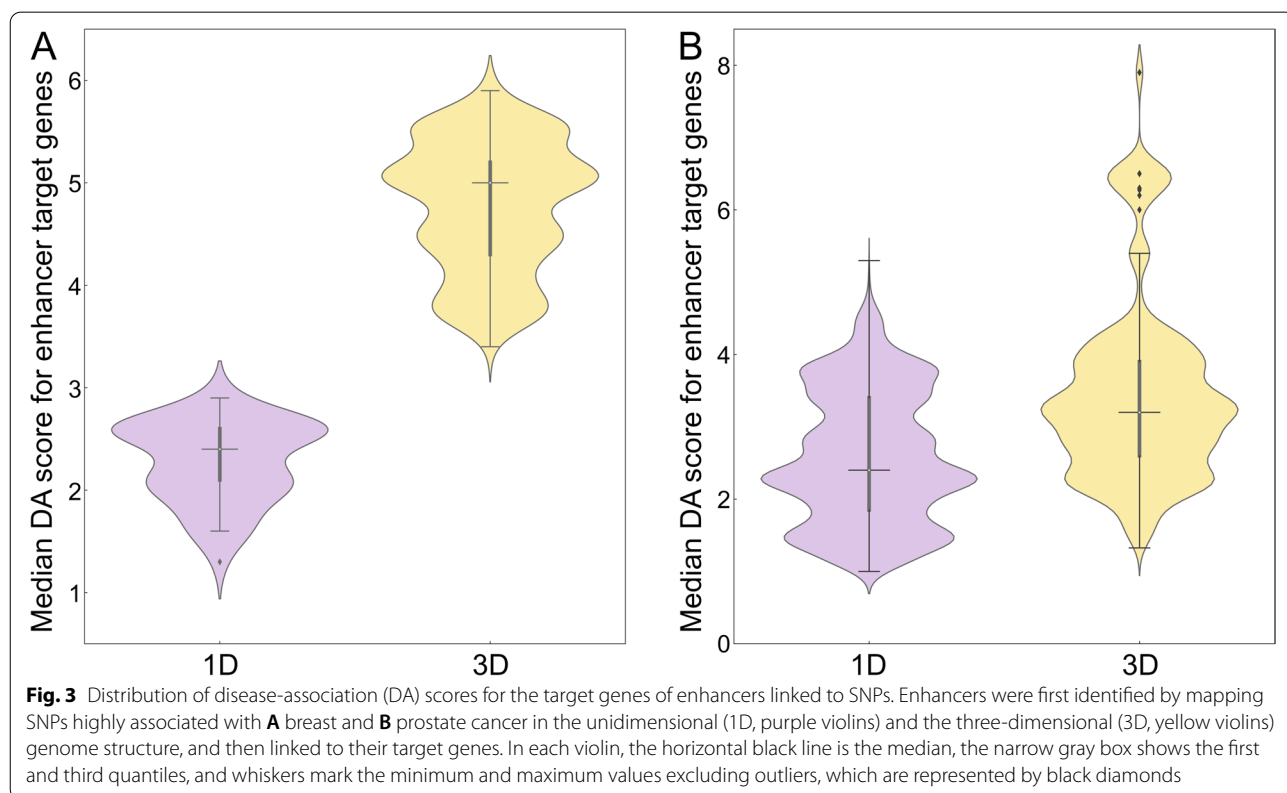 A
Median DA score for enhancer target genes
6
5
4
3
2
1
1D
3D
B
Median DA score for enhancer target genes
8
6
4
2
0
1D
3D
Fig. 3 Distribution of disease-association (DA) scores for the target genes of enhancers linked to SNPs. Enhancers were first identified by mapping
SNPs highly associated with A breast and B prostate cancer in the unidimensional (1D, purple violins) and the three-dimensional (3D, yellow violins)
genome structure, and then linked to their target genes. In each violin, the horizontal black line is the median, the narrow gray box shows the first
and third quantiles, and whiskers mark the minimum and maximum values excluding outliers, which are represented by black diamonds